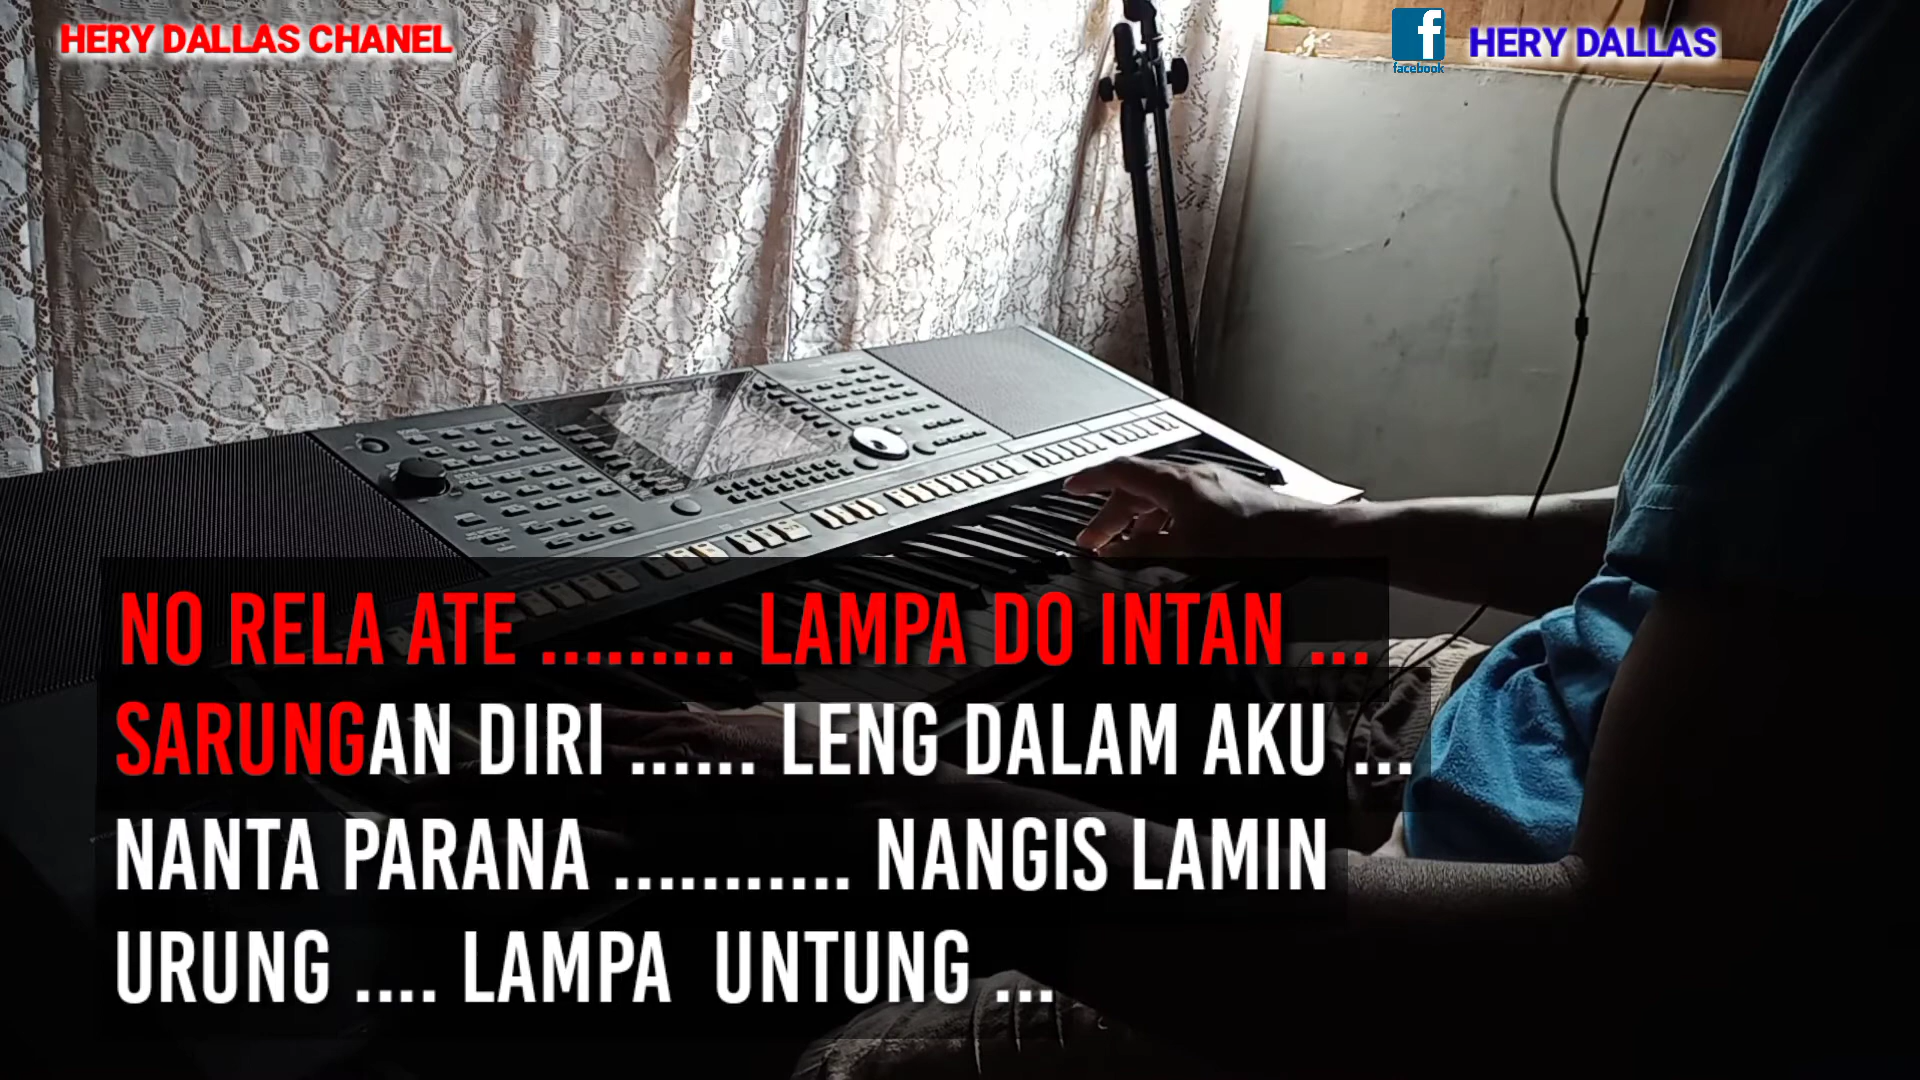 HERY DALLAS CHANEL
facebook
HERY DALLAS
NO RELA ATE ......... LAMPA DO INTAN ...
SARUNGAN DIRI ...... LENG DALAM AKU ...
NANTA PARANA ........... NANGIS LAMIN
URUNG .... LAMPA UNTUNG ...